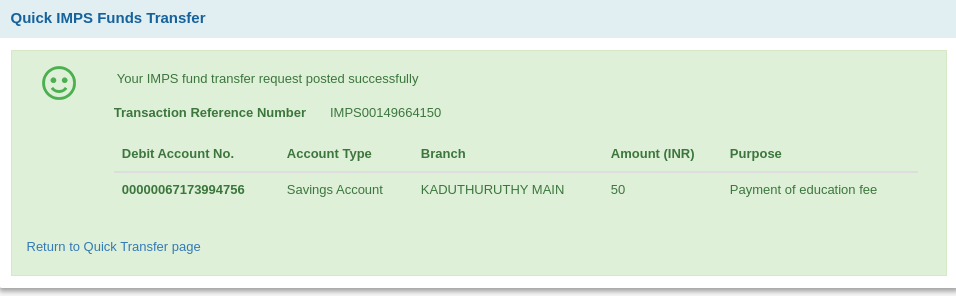 Quick IMPS Funds Transfer
Your IMPS fund transfer request posted successfully
Transaction Reference Number IMPS00149664150
Debit Account No. Account Type Branch Amount (INR) Purpose
00000067173994756 Savings Account KADUTHURUTHY MAIN 50 Payment of education fee
Return to Quick Transfer page